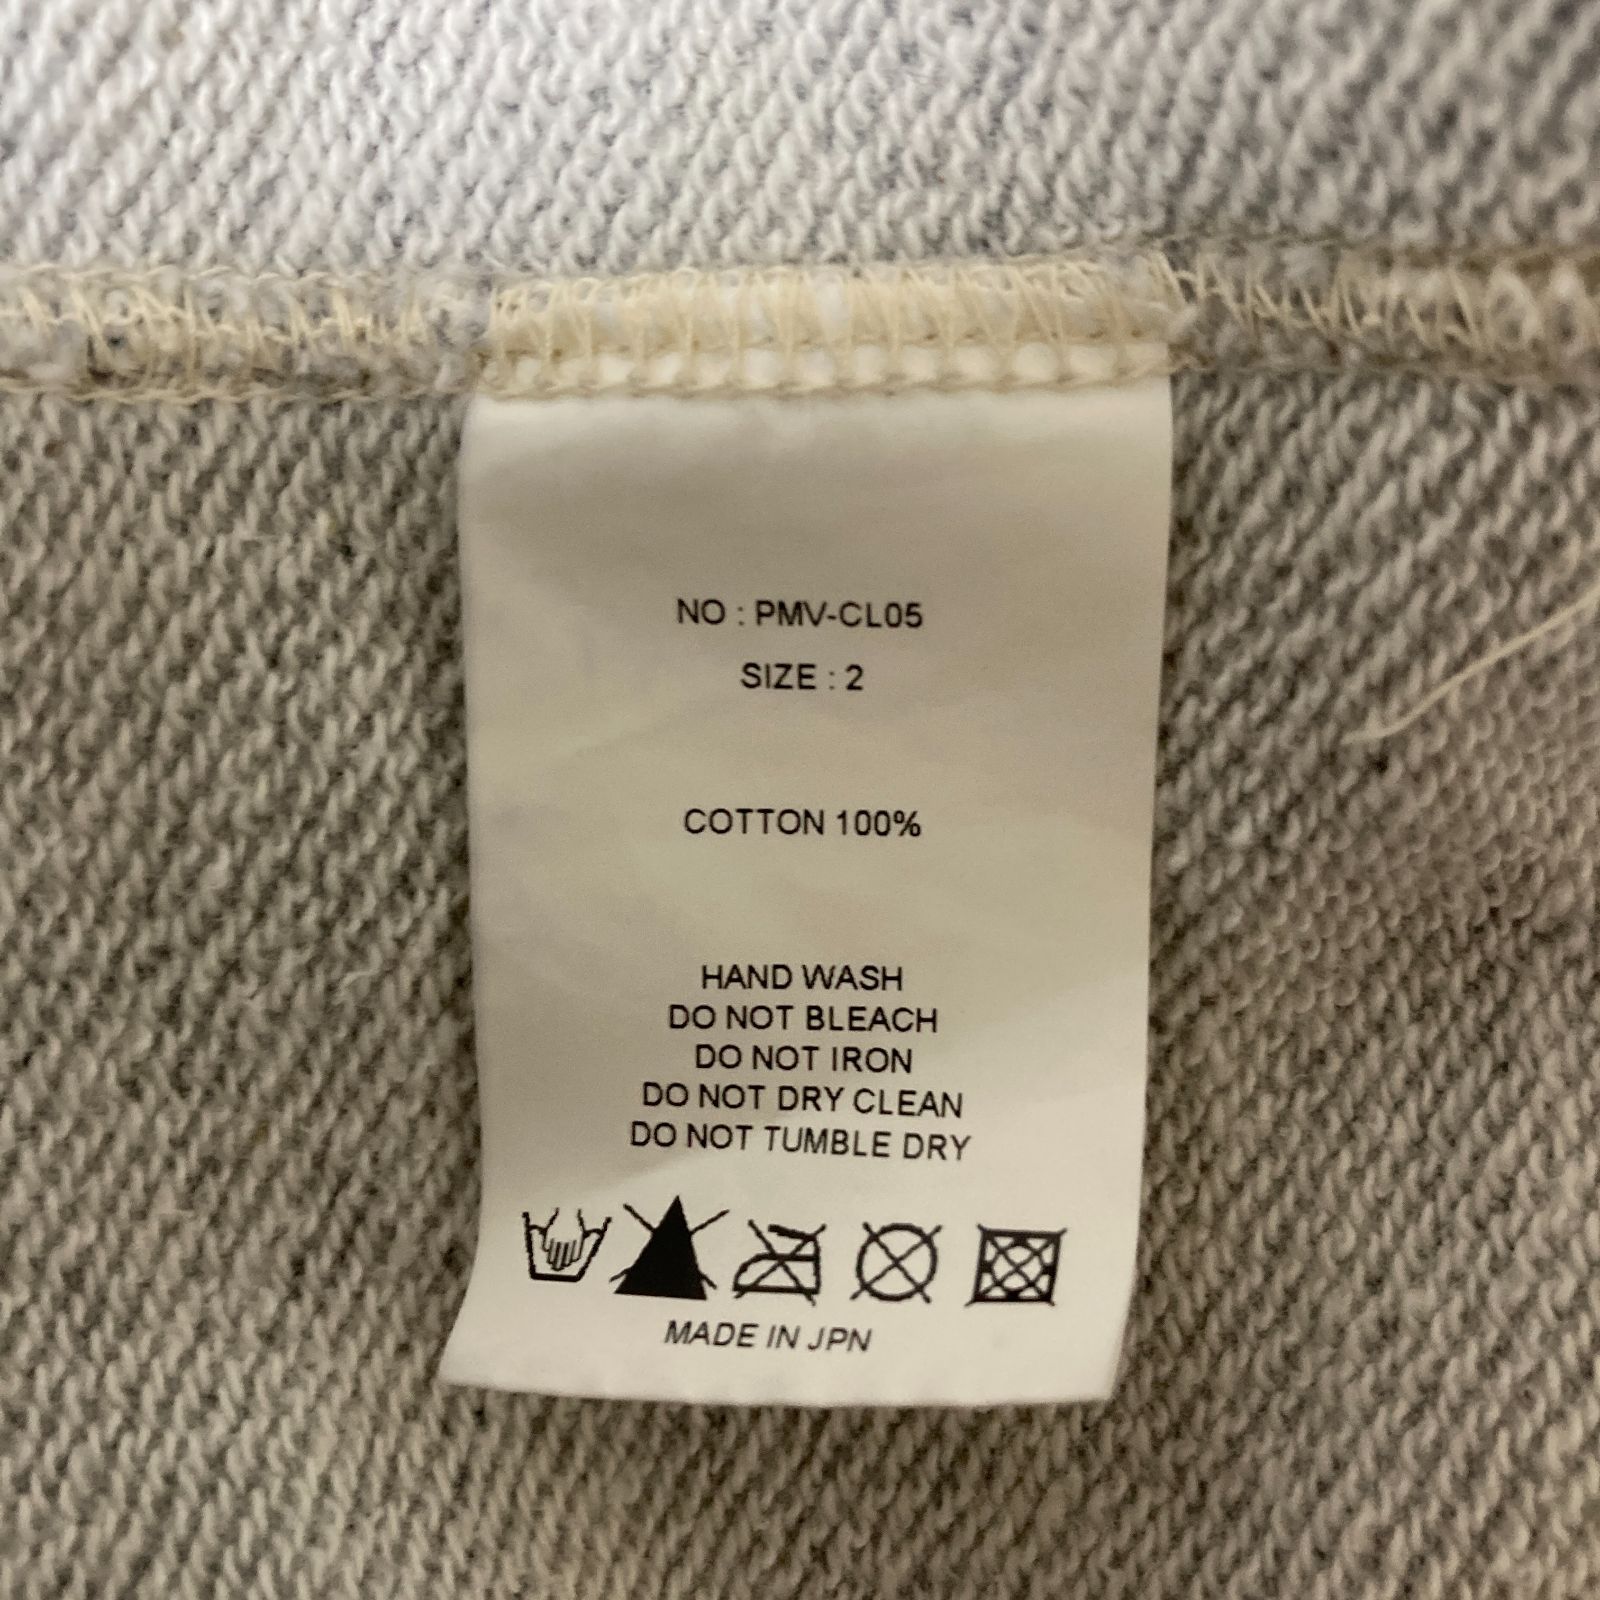 NO : PMV-CL05
SIZE : 2
COTTON 100%
HAND WASH
DO NOT BLEACH
DO NOT IRON
DO NOT DRY CLEAN
DO NOT TUMBLE DRY
MADE IN JPN